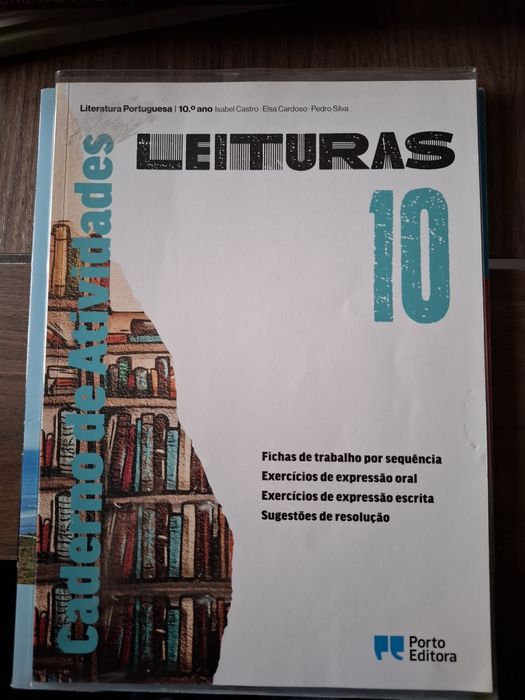 Literatura Portuguesa | 10.º ano Isabel Castro · Elsa Cardoso · Pedro Silva
LEITURAS
10
Caderno de Atividades
Fichas de trabalho por sequência
Exercícios de expressão oral
Exercícios de expressão escrita
Sugestões de resolução
Porto
Editora